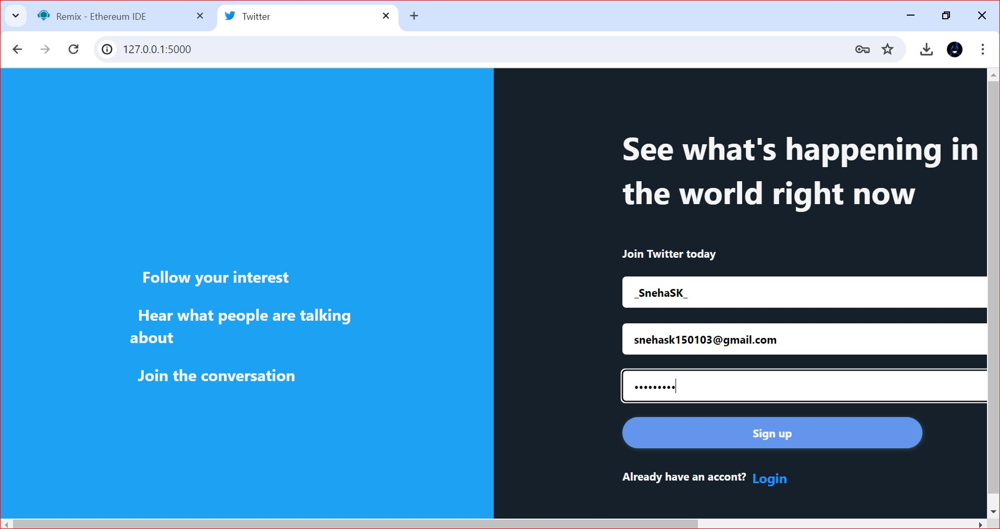 Remix - Ethereum IDE
Twitter
127.0.0.1:5000
Follow your interest
Hear what people are talking
about
Join the conversation
See what's happening in
the world right now
Join Twitter today
_SnehaSK_
snehask150103@gmail.com
•••••••••
Sign up
Already have an accont? Login